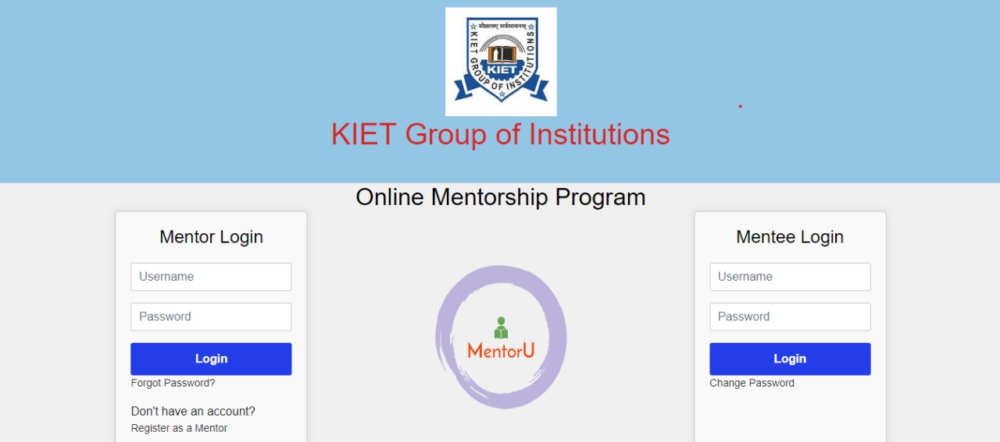 कौशलम् सर्वसाधनम्
KIET GROUP OF INSTITUTIONS
KIET
KIET Group of Institutions
Online Mentorship Program
Mentor Login
Username
Password
Login
Forgot Password?
Don't have an account?
Register as a Mentor
MentorU
Mentee Login
Username
Password
Login
Change Password